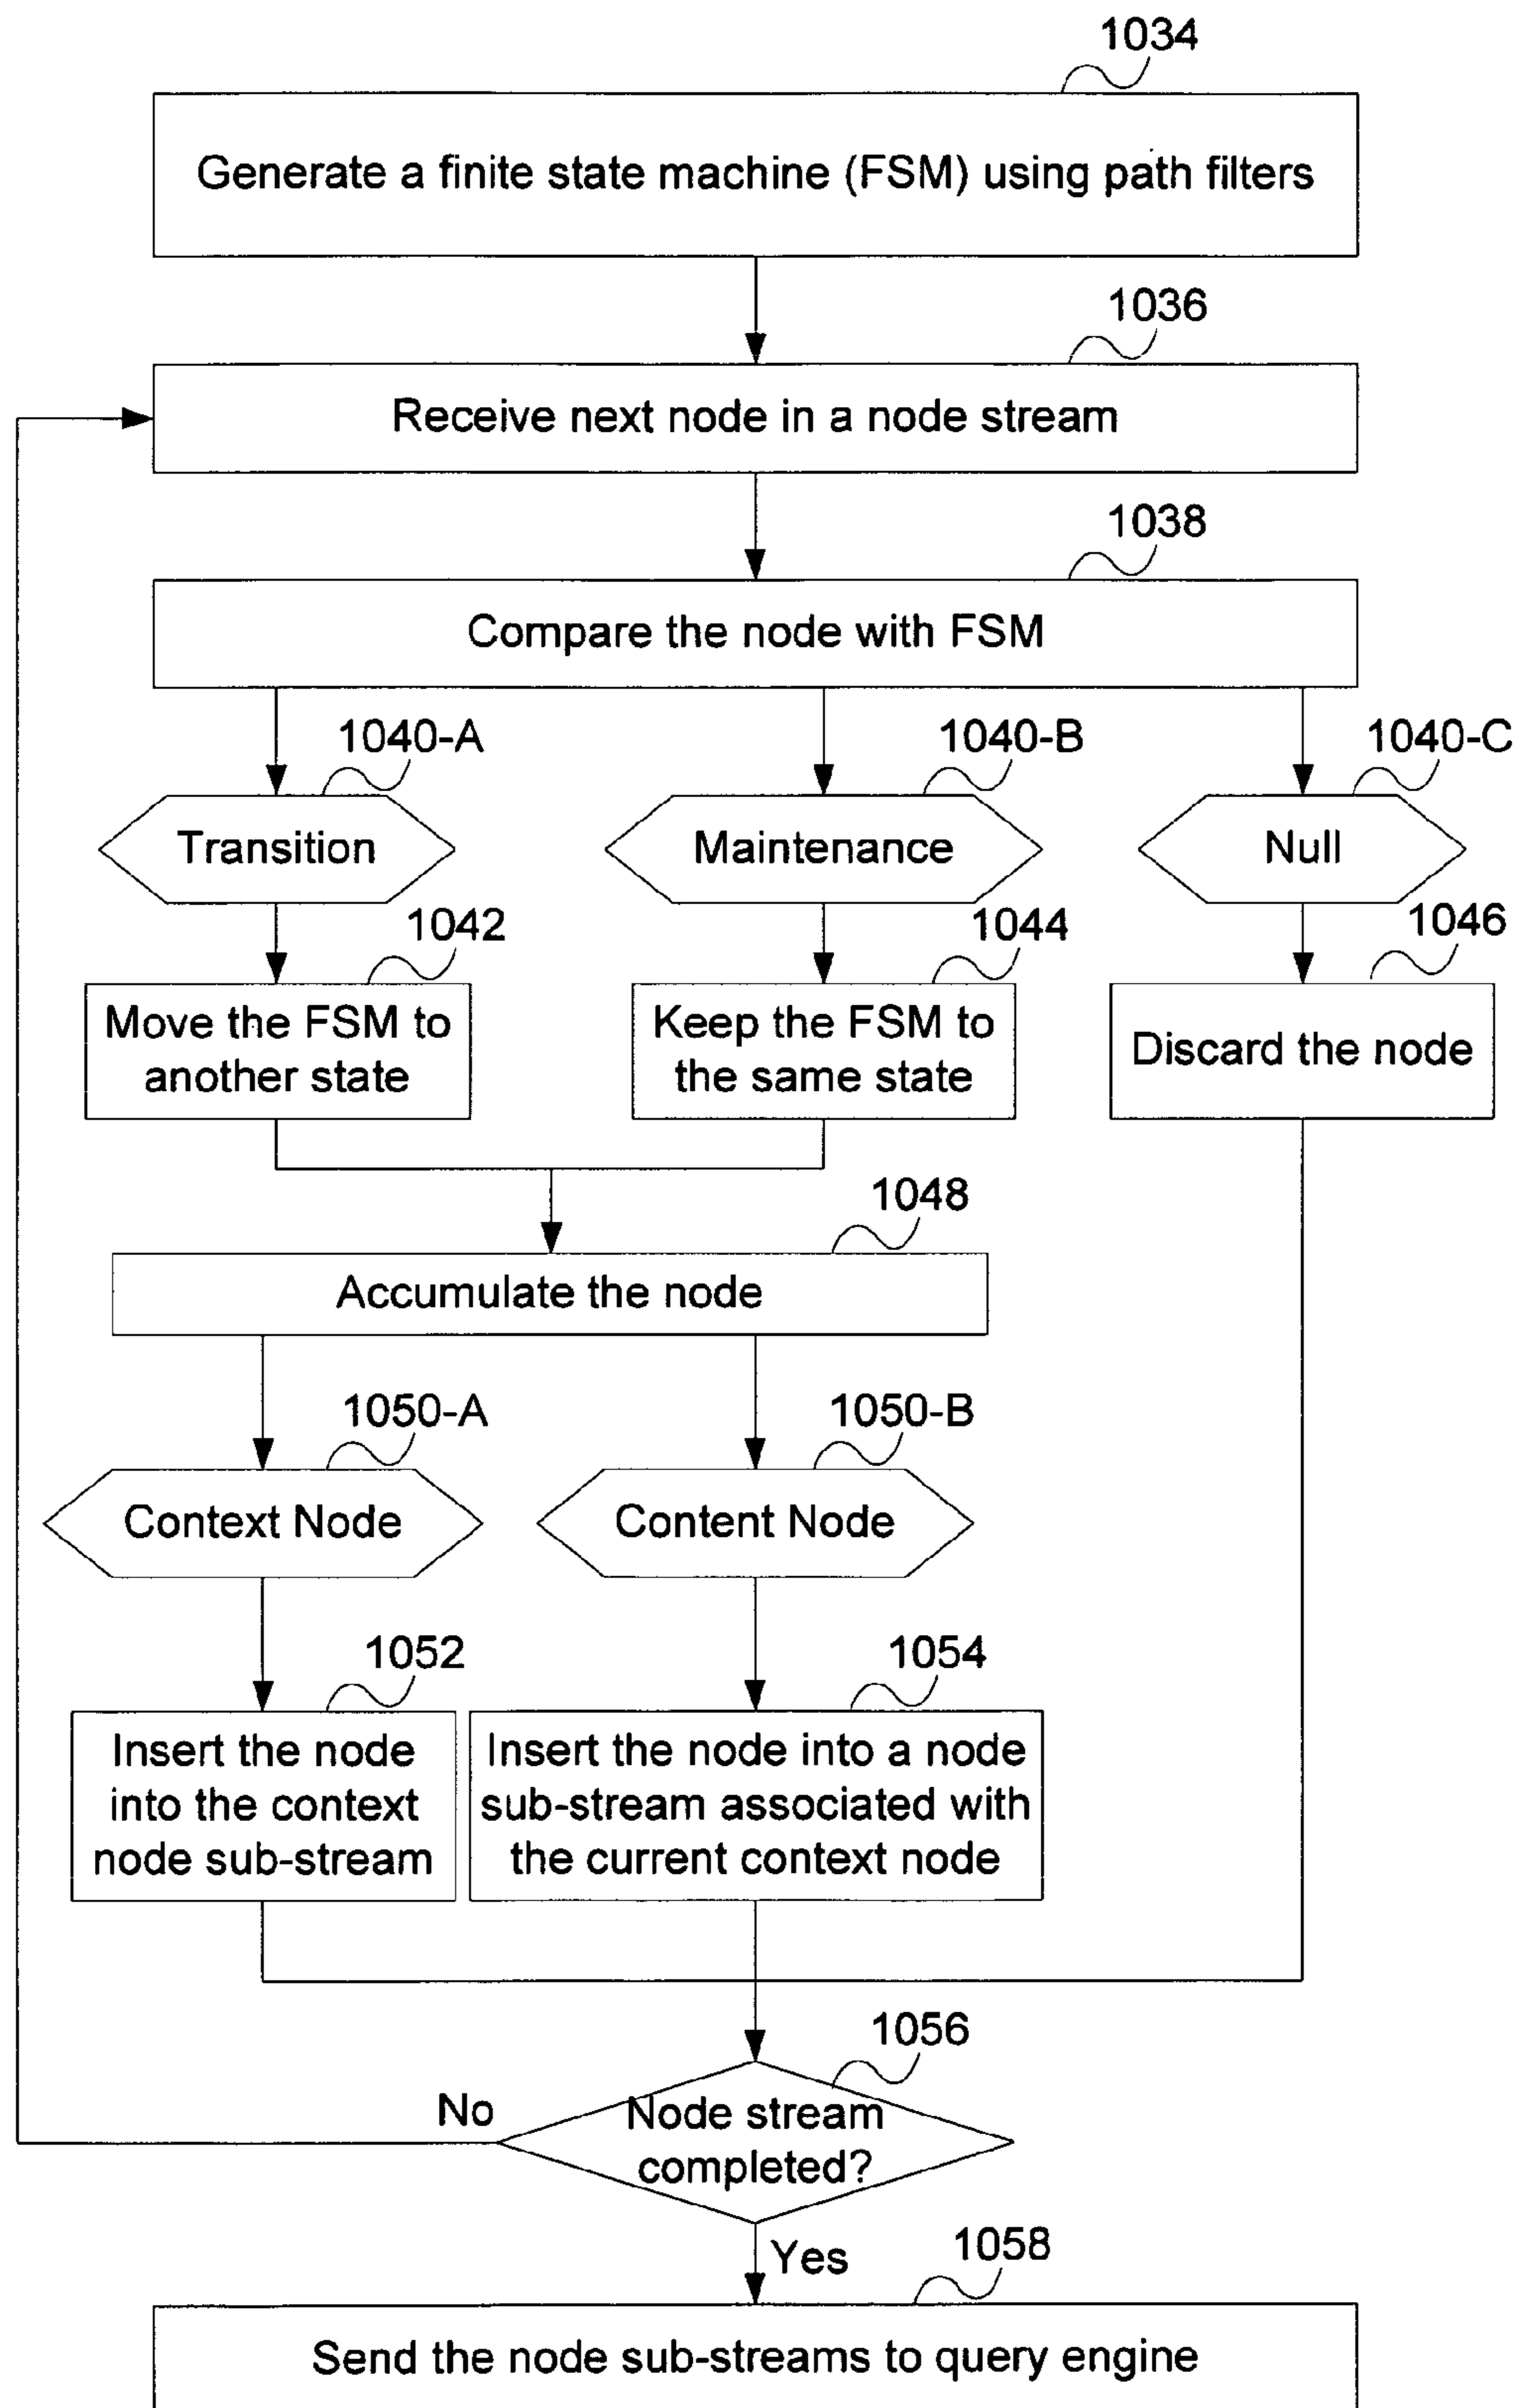 1034
Generate a finite state machine (FSM) using path filters
1036
Receive next node in a node stream
1038
Compare the node with FSM
1040-A
1040-B
1040-C
Transition
Maintenance
Null
1042
1044
1046
Move the FSM to
another state
Keep the FSM to
the same state
Discard the node
1048
Accumulate the node
1050-A
1050-B
Context Node
Content Node
1052
1054
Insert the node
into the context
node sub-stream
Insert the node into a node
sub-stream associated with
the current context node
1056
No
Node stream
completed?
Yes
1058
Send the node sub-streams to query engine